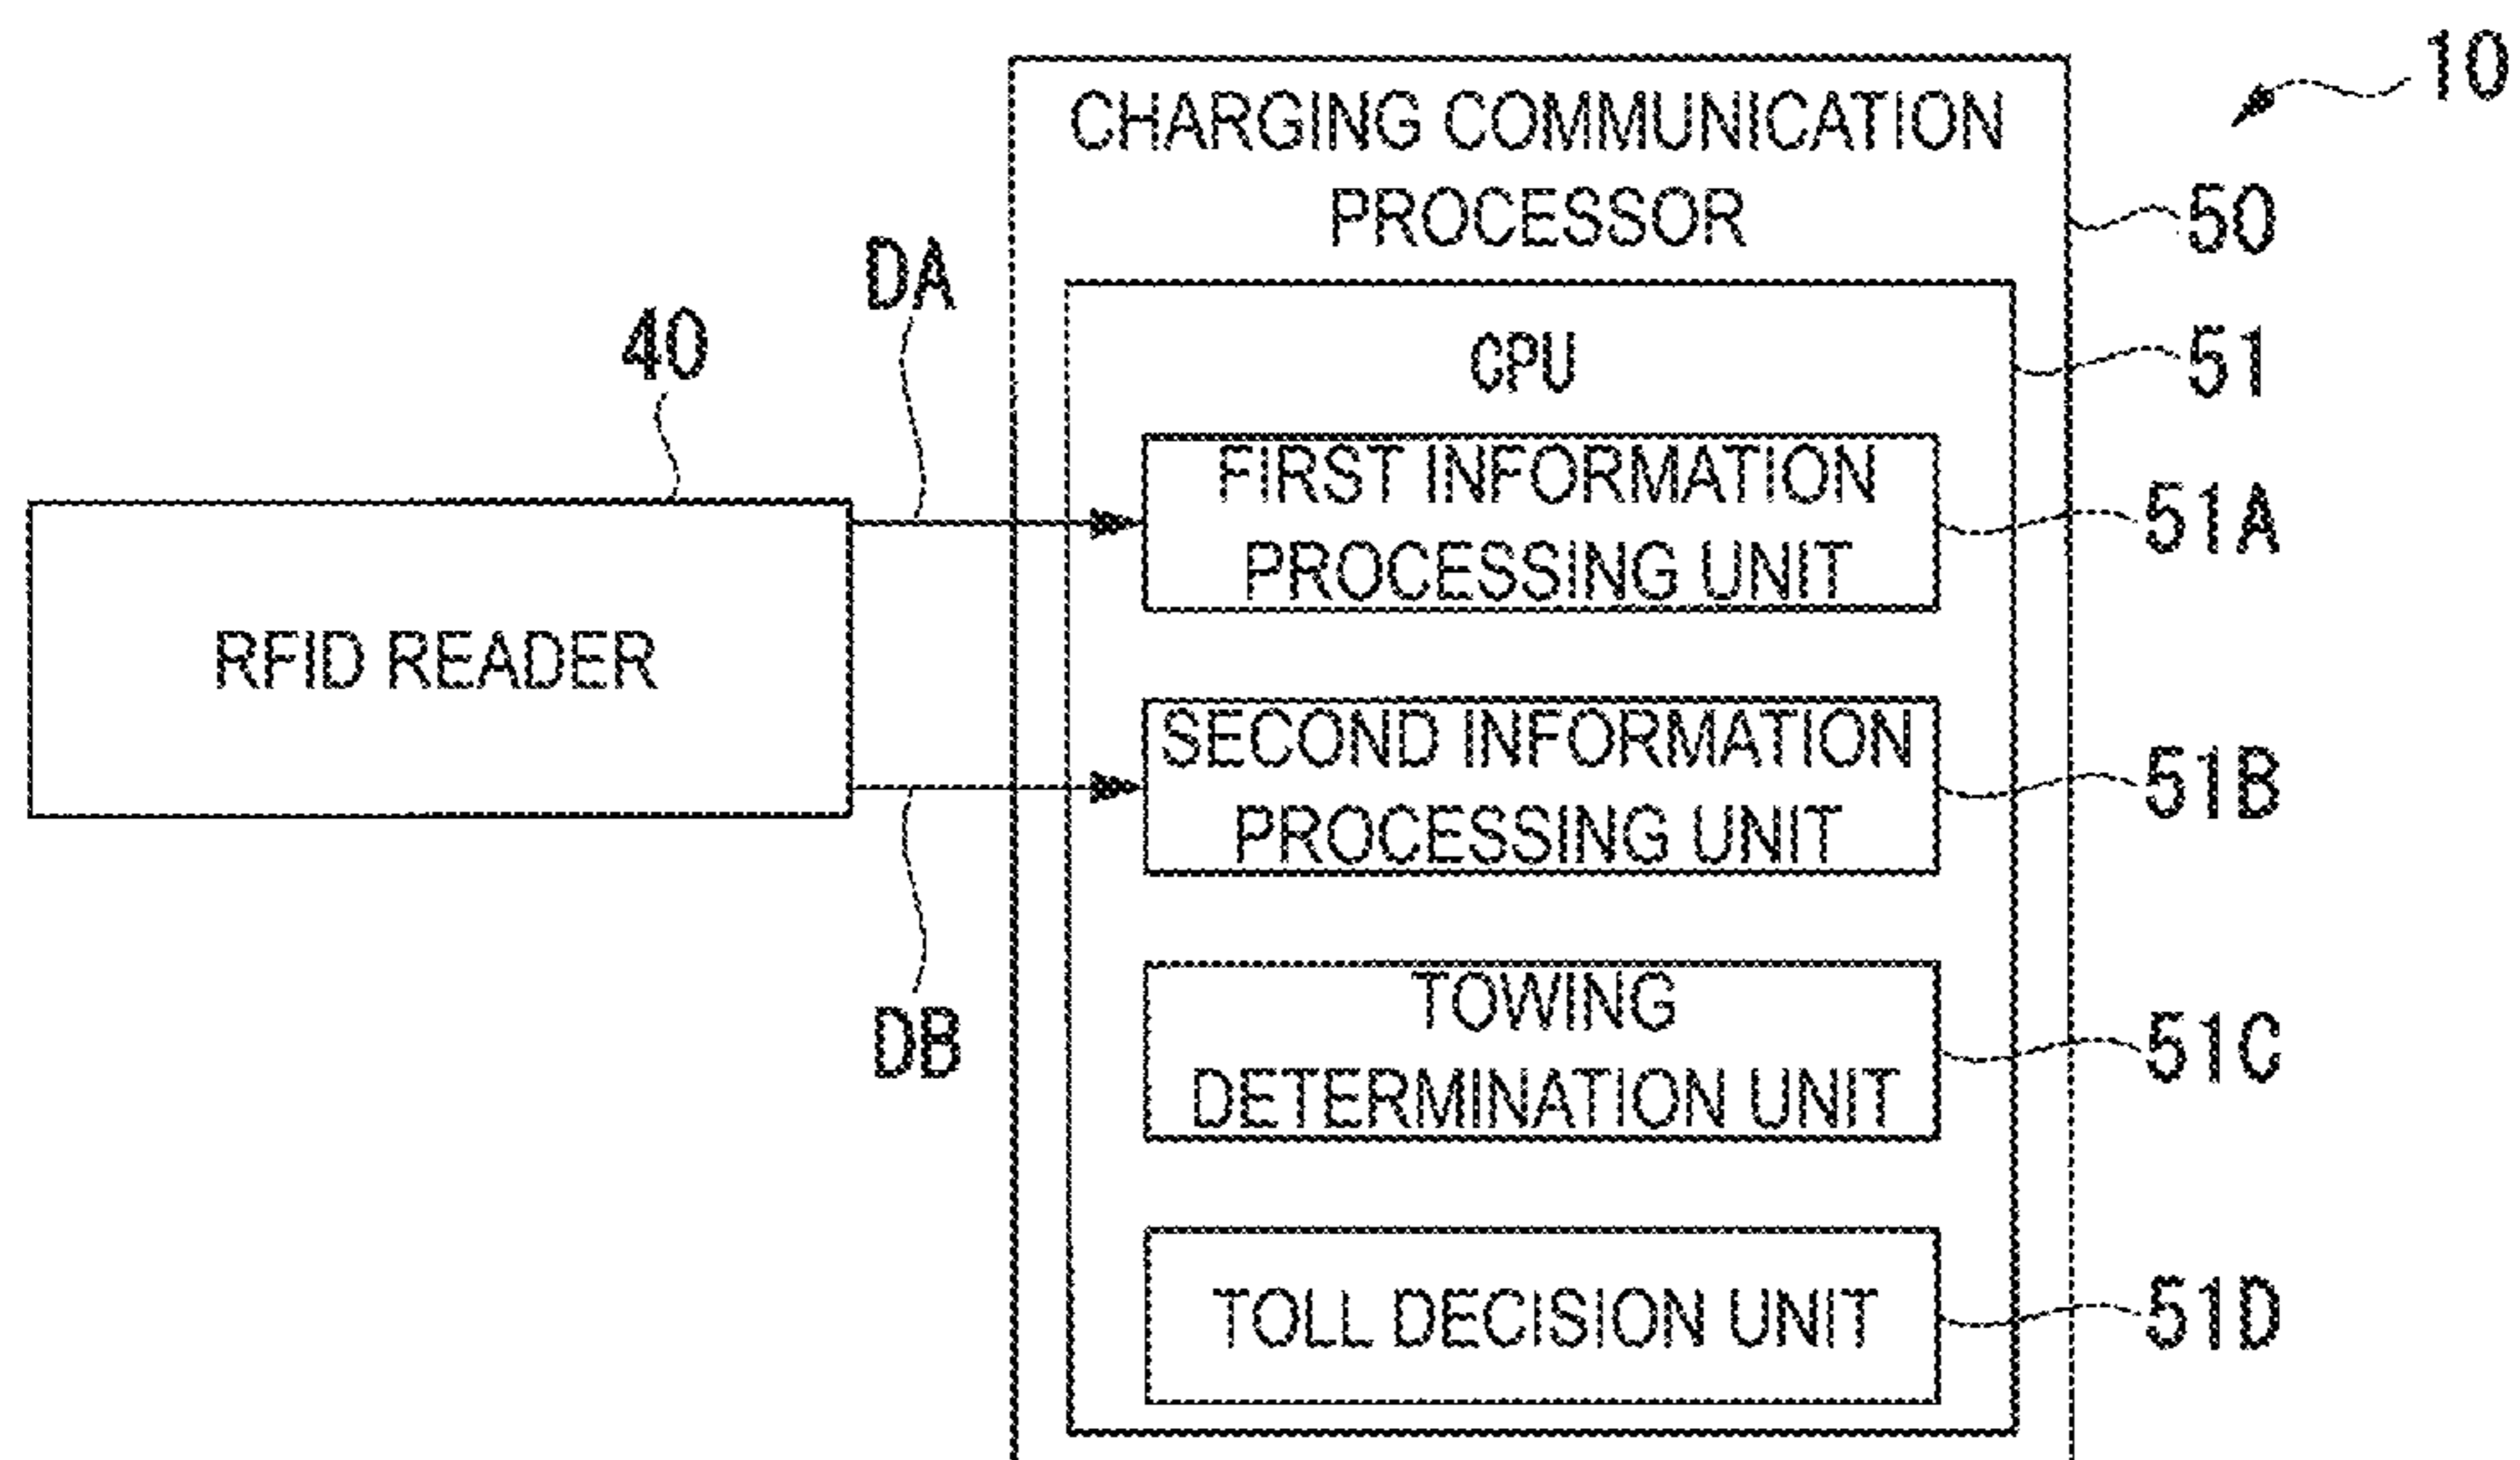 10
CHARGING COMMUNICATION
PROCESSOR
50
DA
40
CPU
51
FIRST INFORMATION
PROCESSING UNIT
51A
RFID READER
SECOND INFORMATION
PROCESSING UNIT
51B
DB
TOWING
DETERMINATION UNIT
51C
TOLL DECISION UNIT
51D